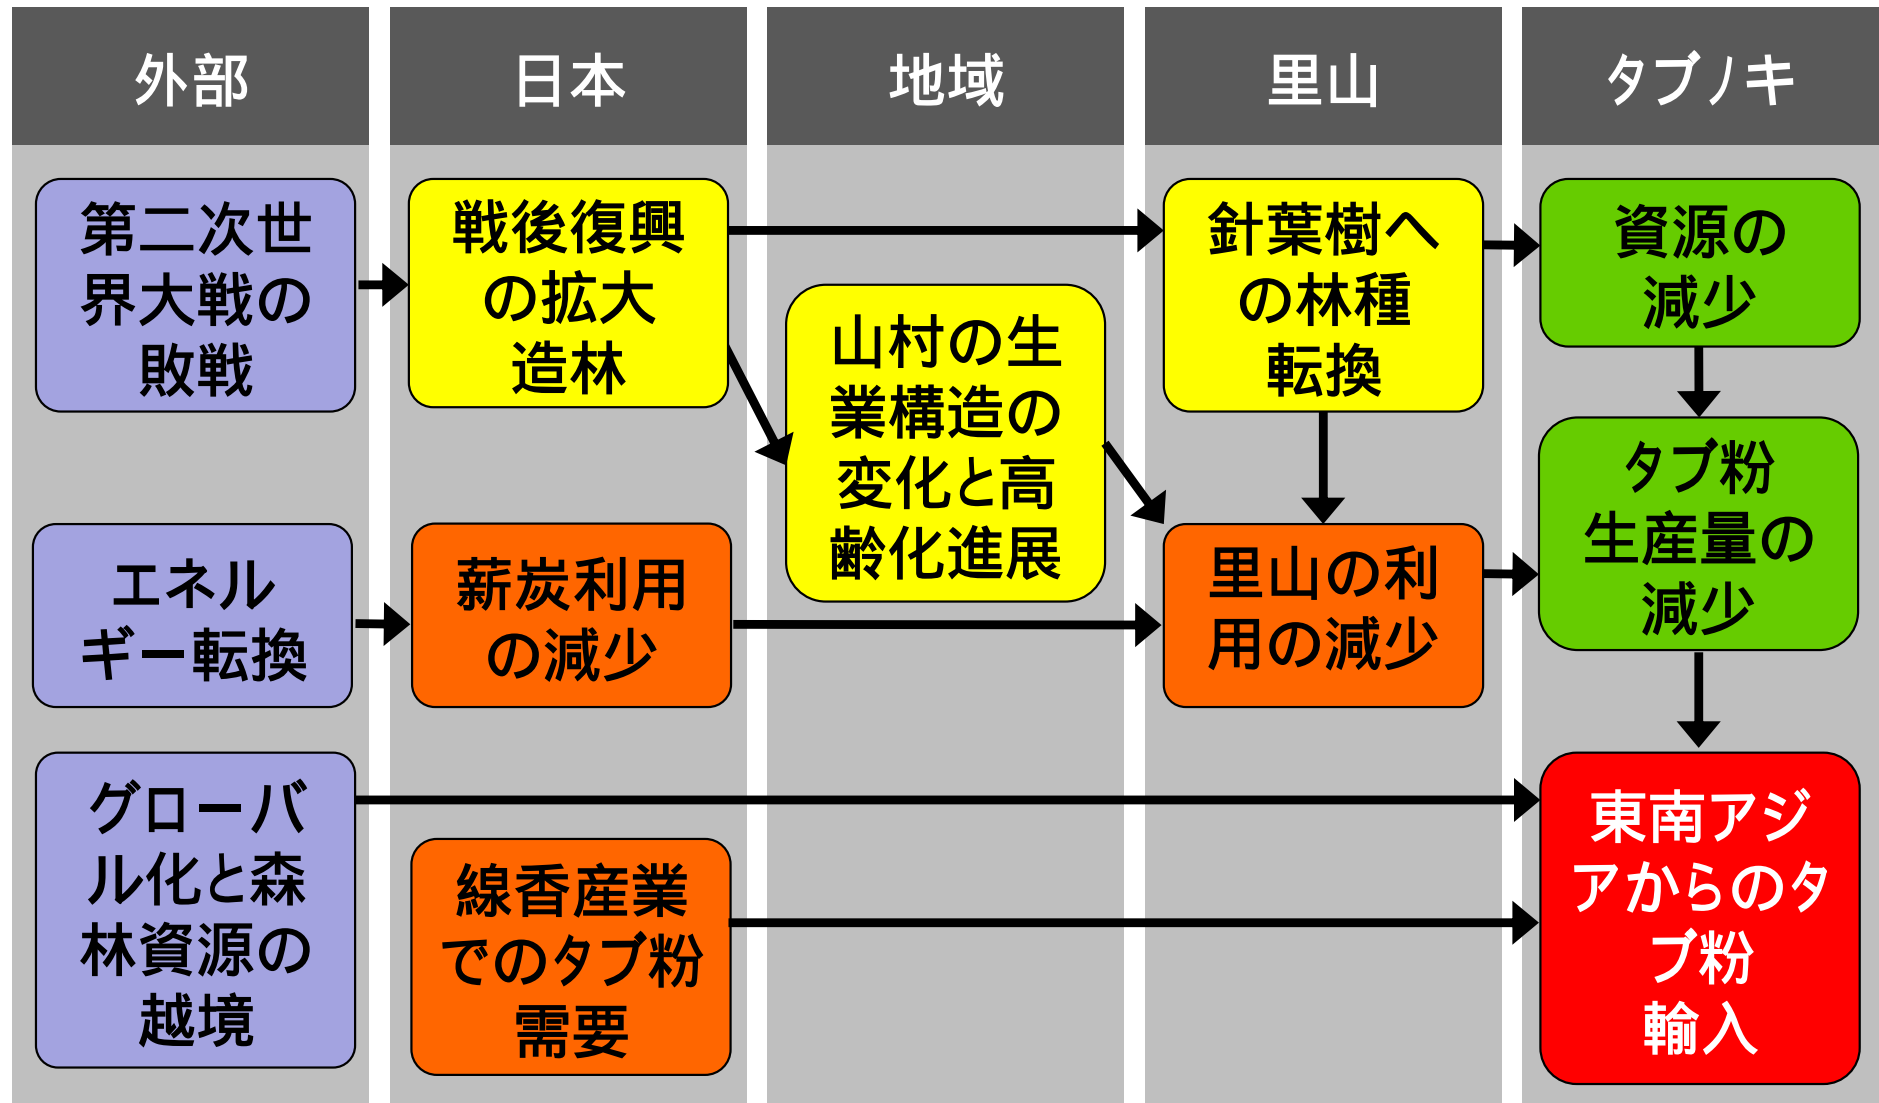 外部
日本
地域
里山
タブノキ
第二次世
界大戦の
敗戦
戦後復興
の拡大
造林
山村の生
業構造の
変化と高
齢化進展
針葉樹へ
の林種
転換
資源の
減少
タブ粉
生産量の
減少
エネル
ギー転換
薪炭利用
の減少
里山の利
用の減少
グローバ
ル化と森
林資源の
越境
線香産業
でのタブ粉
需要
東南アジ
アからのタ
ブ粉
輸入